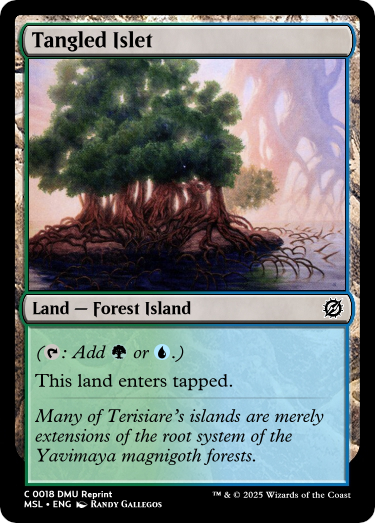 Tangled Islet
Land — Forest Island
( : Add or .)
This land enters tapped.
Many of Terisiare's islands are merely
extensions of the root system of the
Yavimaya magnigoth forests.
C 0018 DMU Reprint
MSL • ENG Randy Gallegos
™ & © 2025 Wizards of the Coast